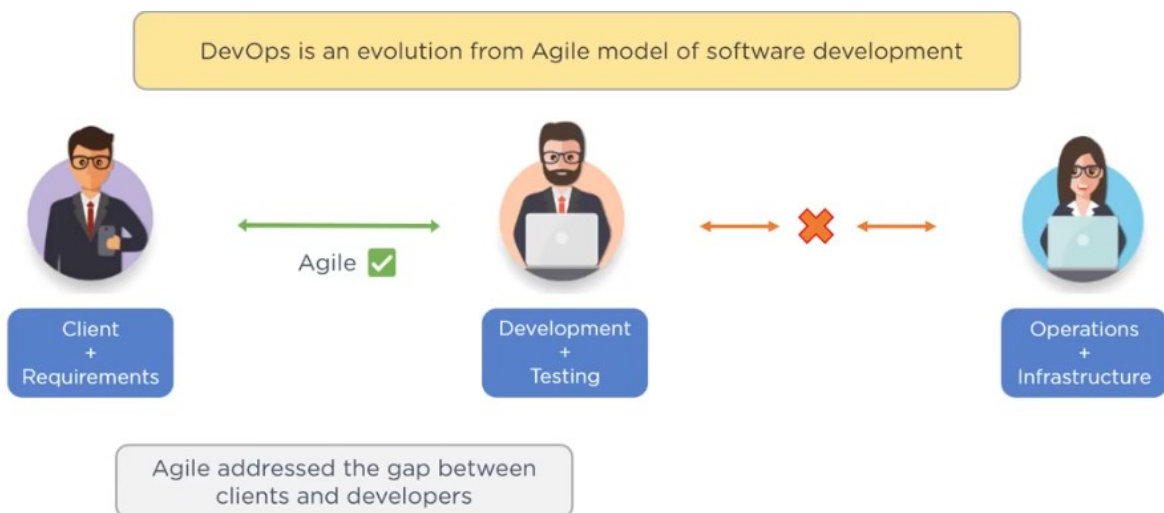 DevOps is an evolution from Agile model of software development
Agile
Client
+
Requirements
Development
+
Testing
Operations
+
Infrastructure
Agile addressed the gap between
clients and developers